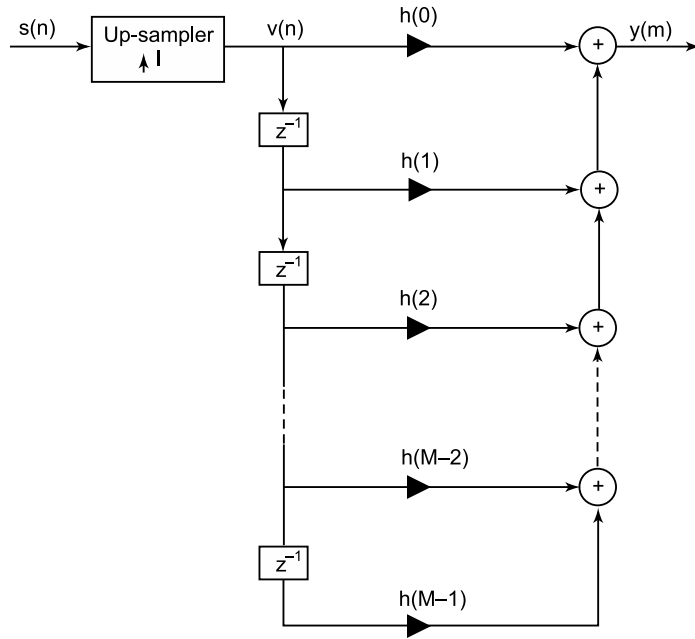 s(n)
Up-sampler
I
v(n)
h(0)
+
y(m)
z⁻¹
h(1)
+
z⁻¹
h(2)
+
h(M–2)
+
z⁻¹
h(M–1)